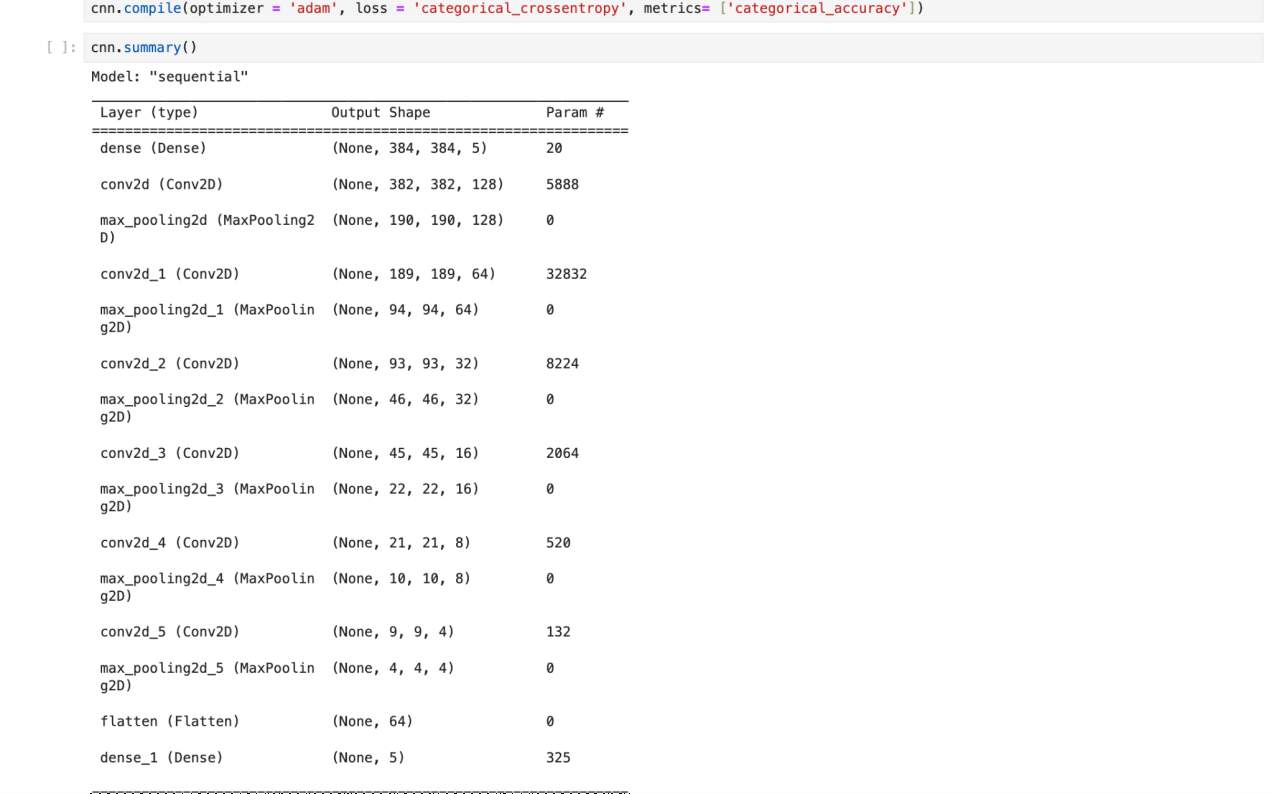 cnn.compile(optimizer = 'adam', loss = 'categorical_crossentropy', metrics= ['categorical_accuracy'])
[ ]: cnn.summary()
Model: "sequential"
Layer (type) Output Shape Param #
=================================================================
dense (Dense) (None, 384, 384, 5) 20
conv2d (Conv2D) (None, 382, 382, 128) 5888
max_pooling2d (MaxPooling2 (None, 190, 190, 128) 0
D)
conv2d_1 (Conv2D) (None, 189, 189, 64) 32832
max_pooling2d_1 (MaxPoolin (None, 94, 94, 64) 0
g2D)
conv2d_2 (Conv2D) (None, 93, 93, 32) 8224
max_pooling2d_2 (MaxPoolin (None, 46, 46, 32) 0
g2D)
conv2d_3 (Conv2D) (None, 45, 45, 16) 2064
max_pooling2d_3 (MaxPoolin (None, 22, 22, 16) 0
g2D)
conv2d_4 (Conv2D) (None, 21, 21, 8) 520
max_pooling2d_4 (MaxPoolin (None, 10, 10, 8) 0
g2D)
conv2d_5 (Conv2D) (None, 9, 9, 4) 132
max_pooling2d_5 (MaxPoolin (None, 4, 4, 4) 0
g2D)
flatten (Flatten) (None, 64) 0
dense_1 (Dense) (None, 5) 325